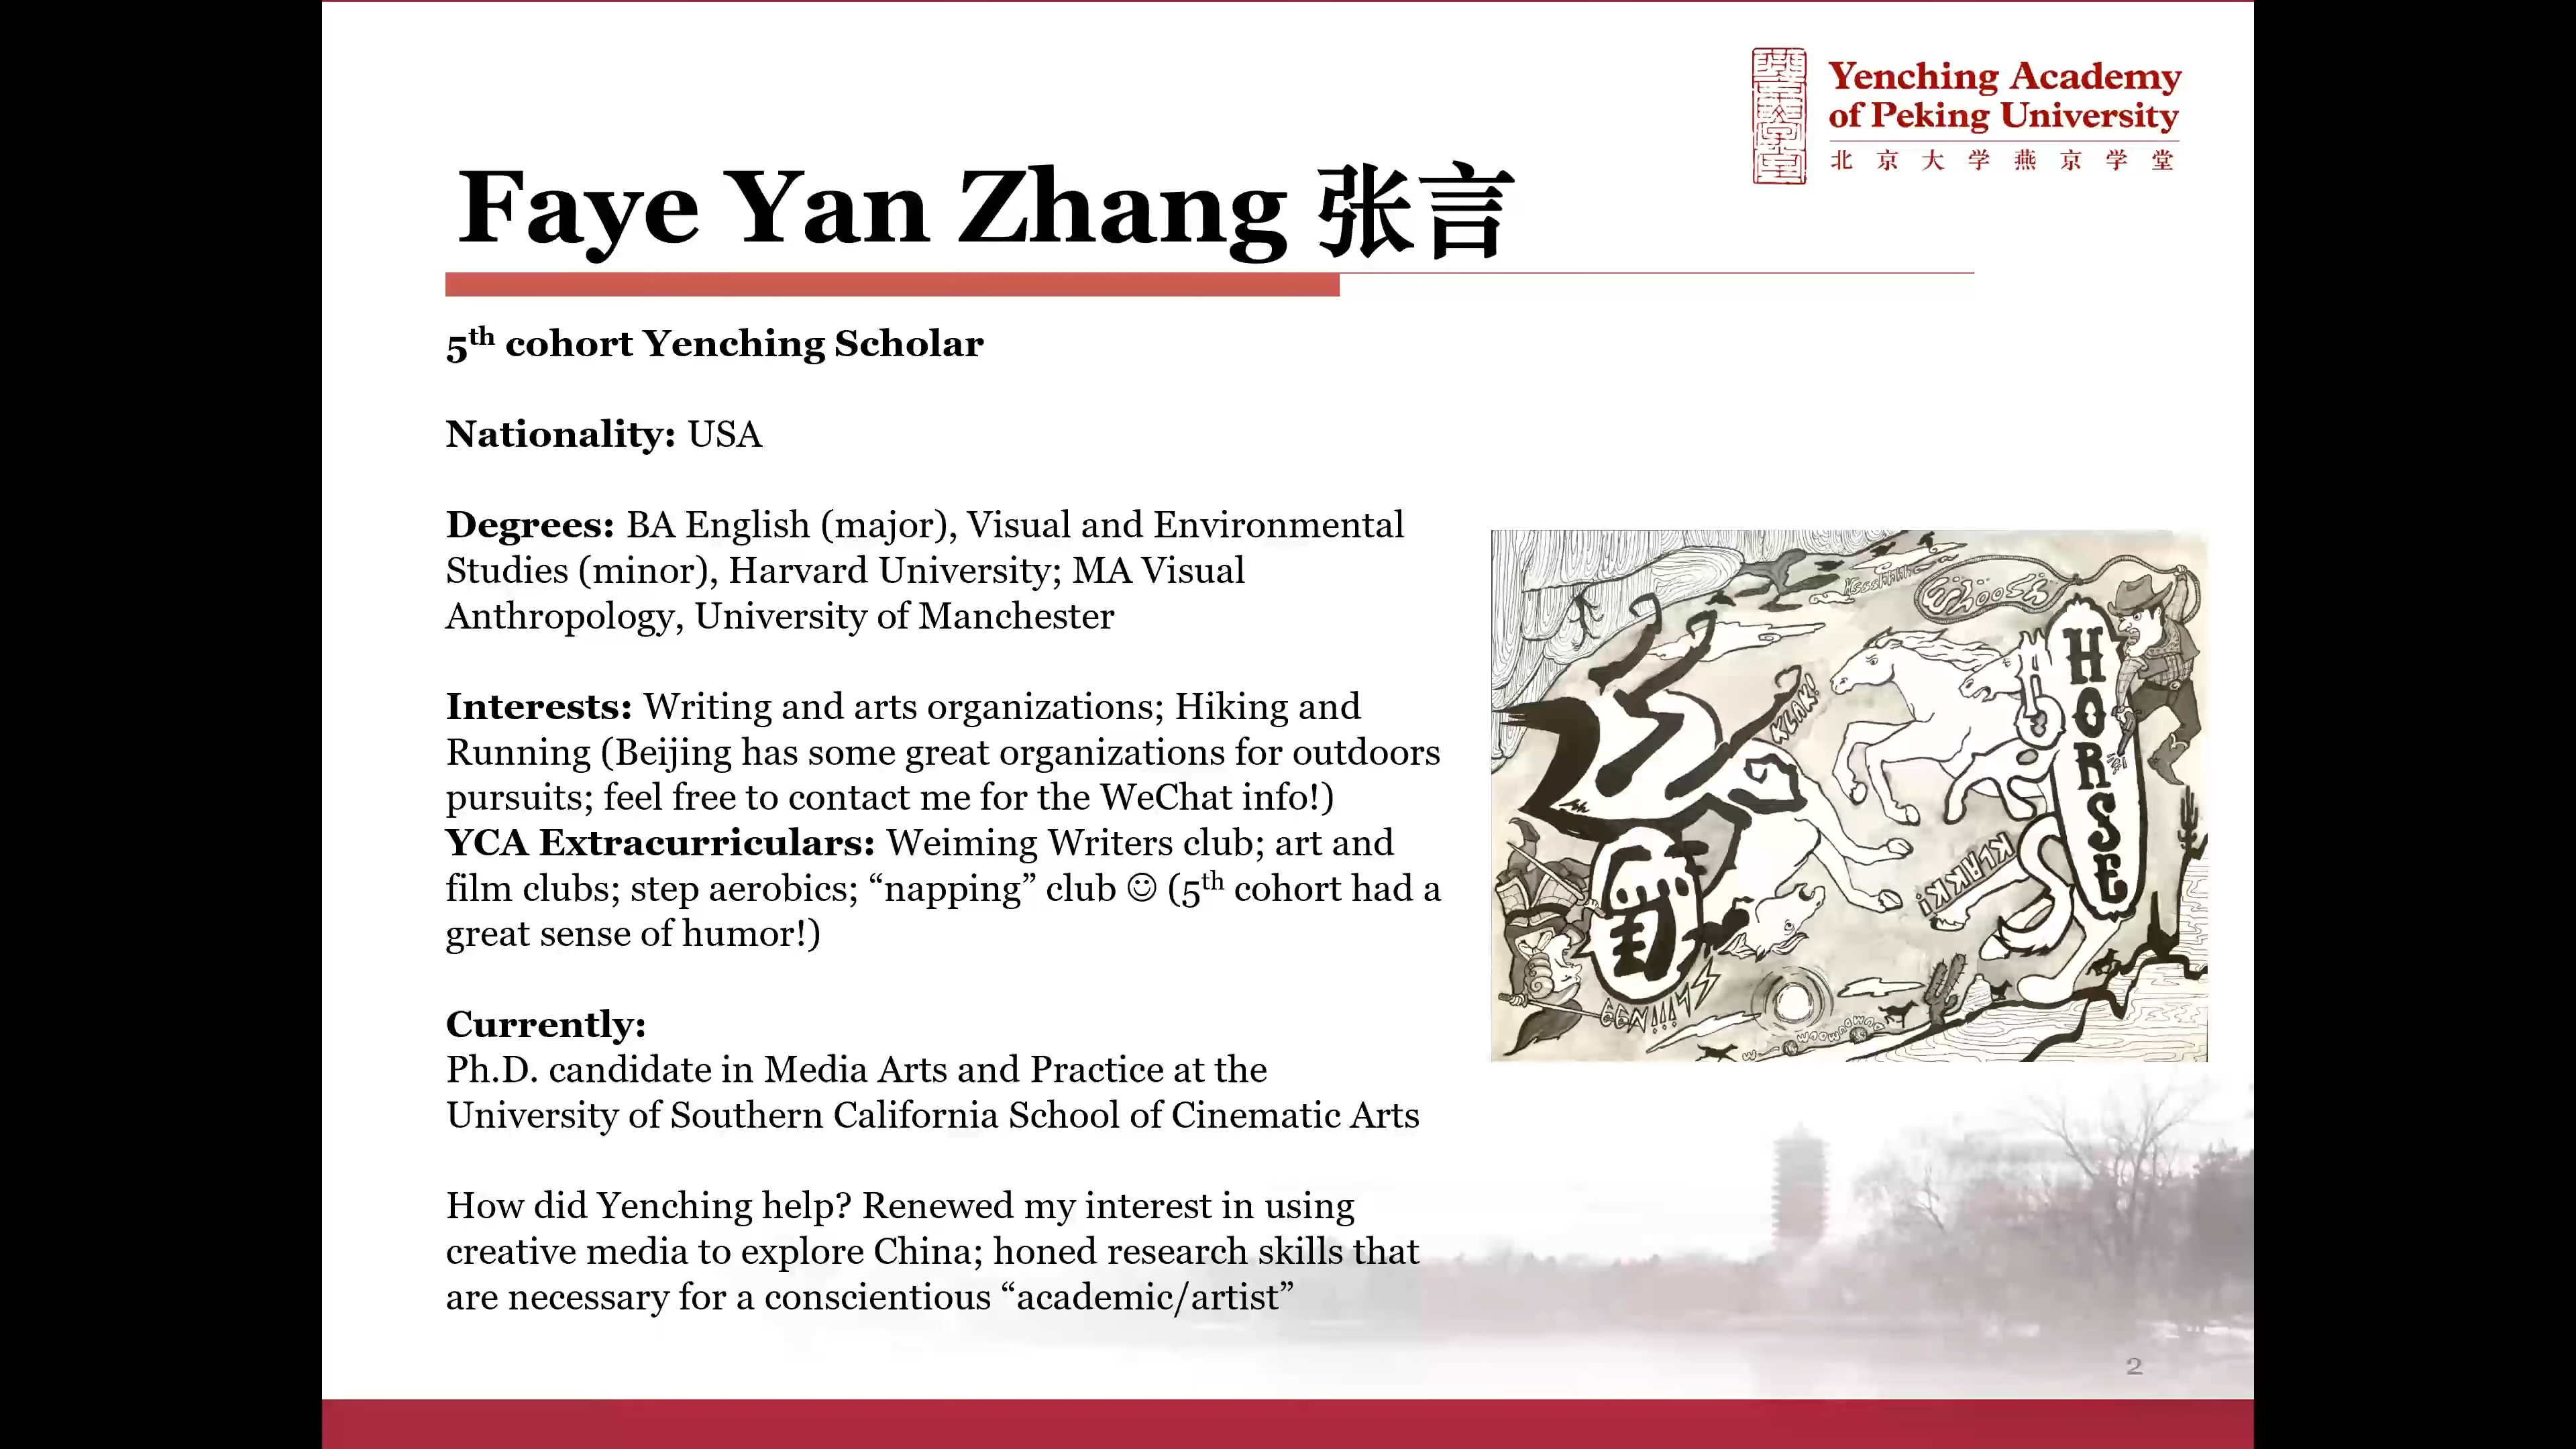 Yenching Academy
of Peking University
北京大学燕京学堂
Faye Yan Zhang 张言
5th cohort Yenching Scholar
Nationality: USA
Degrees: BA English (major), Visual and Environmental
Studies (minor), Harvard University; MA Visual
Anthropology, University of Manchester
Interests: Writing and arts organizations; Hiking and
Running (Beijing has some great organizations for outdoors
pursuits; feel free to contact me for the WeChat info!)
YCA Extracurriculars: Weiming Writers club; art and
film clubs; step aerobics; “napping” club ☺ (5th cohort had a
great sense of humor!)
Currently:
Ph.D. candidate in Media Arts and Practice at the
University of Southern California School of Cinematic Arts
How did Yenching help? Renewed my interest in using
creative media to explore China; honed research skills that
are necessary for a conscientious “academic/artist”
Whoosh
KLAK!
HORSE
KLAKK!
2